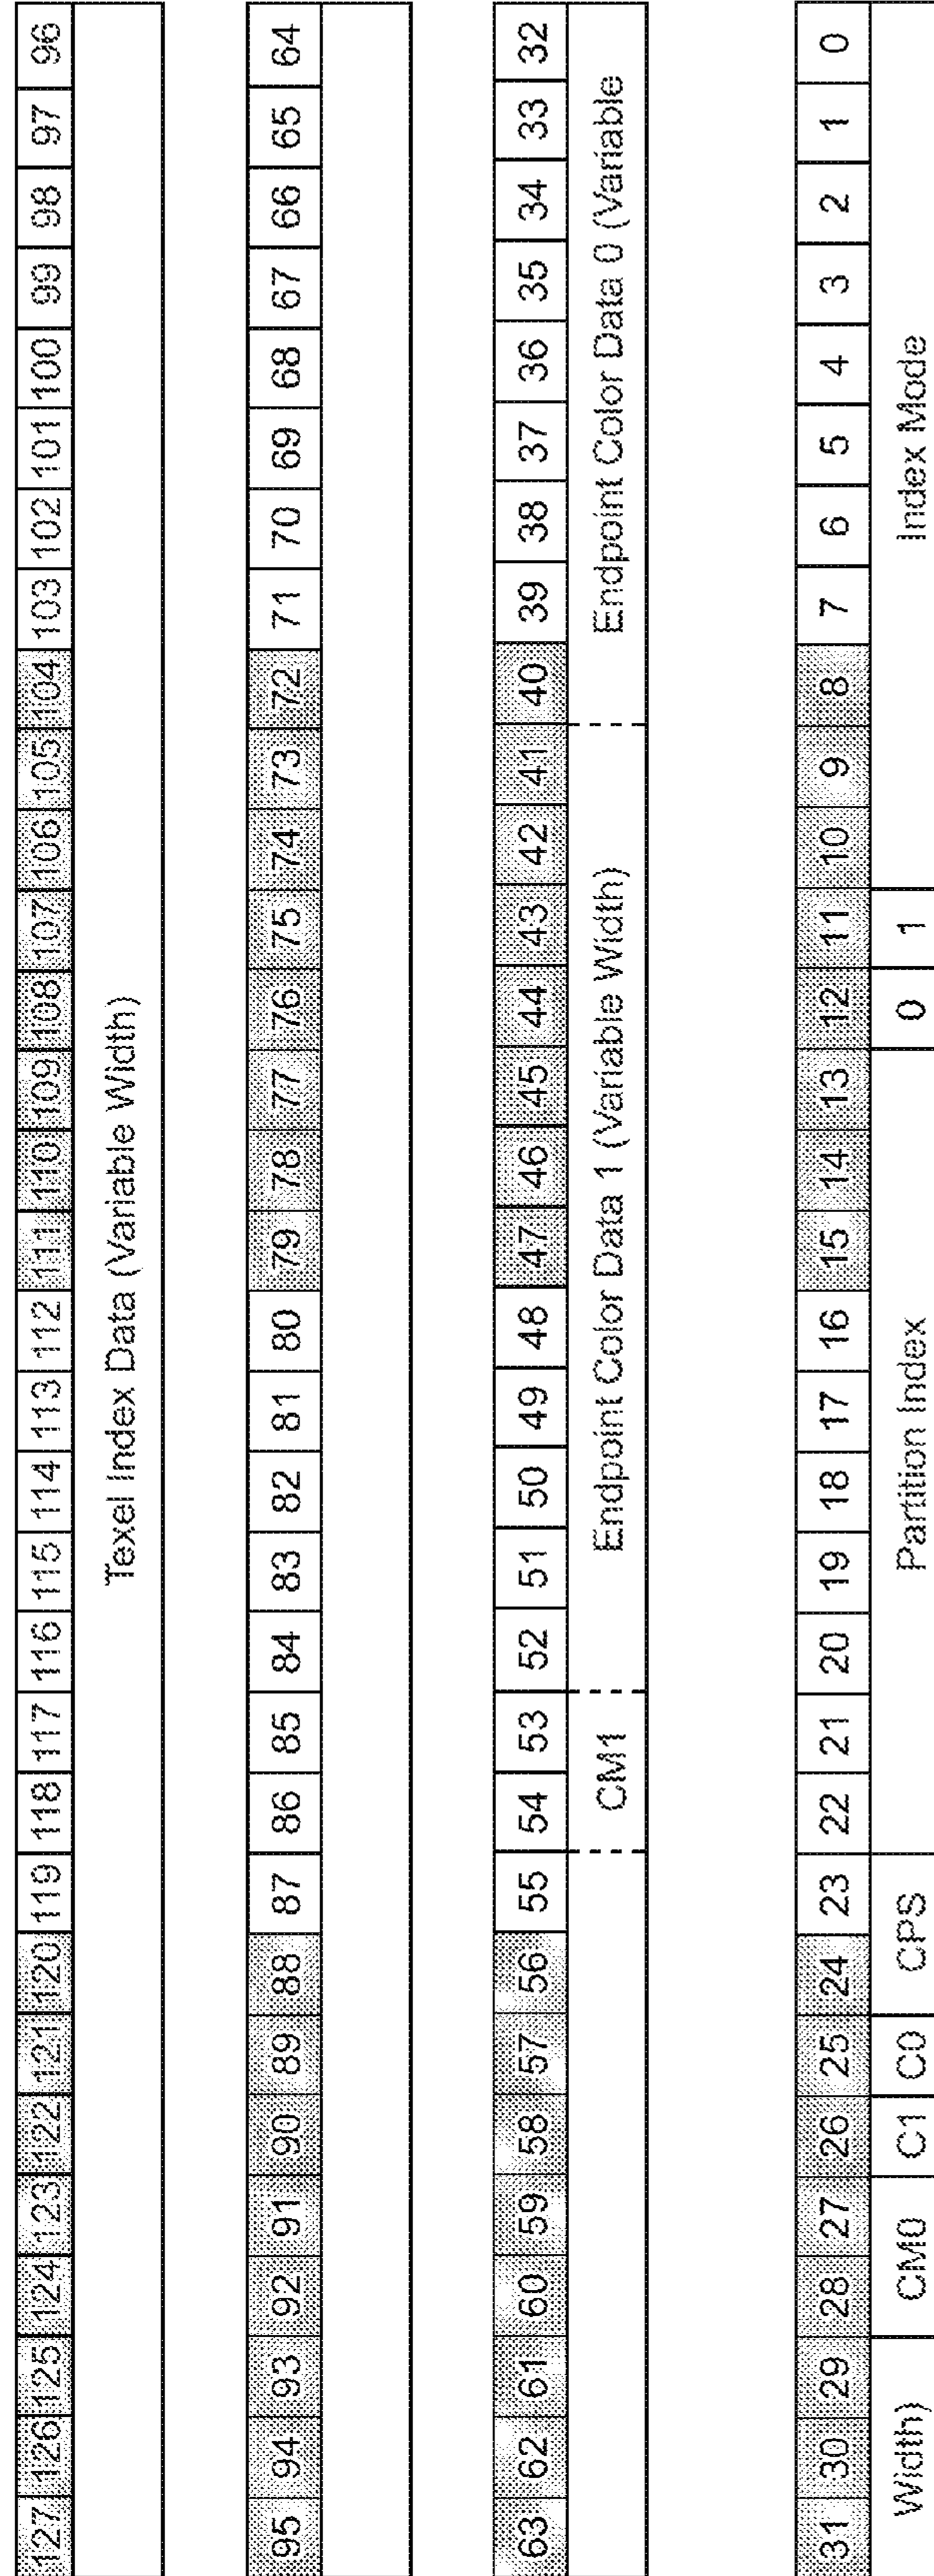 127 126 125 124 123 122 121 120 119 118 117 116 115 114 113 112 111 110 109 108 107 106 105 104 103 102 101 100 99 98 97 96
Texel Index Data (Variable Width)
95 94 93 92 91 90 89 88 87 86 85 84 83 82 81 80 79 78 77 76 75 74 73 72 71 70 69 68 67 66 65 64
63 62 61 60 59 58 57 56 55 54 53 52 51 50 49 48 47 46 45 44 43 42 41 40 39 38 37 36 35 34 33 32
CM1 Endpoint Color Data 1 (Variable Width) Endpoint Color Data 0 (Variable
31 30 29 28 27 26 25 24 23 22 21 20 19 18 17 16 15 14 13 12 11 10 9 8 7 6 5 4 3 2 1 0
Width) CM0 C1 C0 CPS Partition Index 0 1 Index Mode